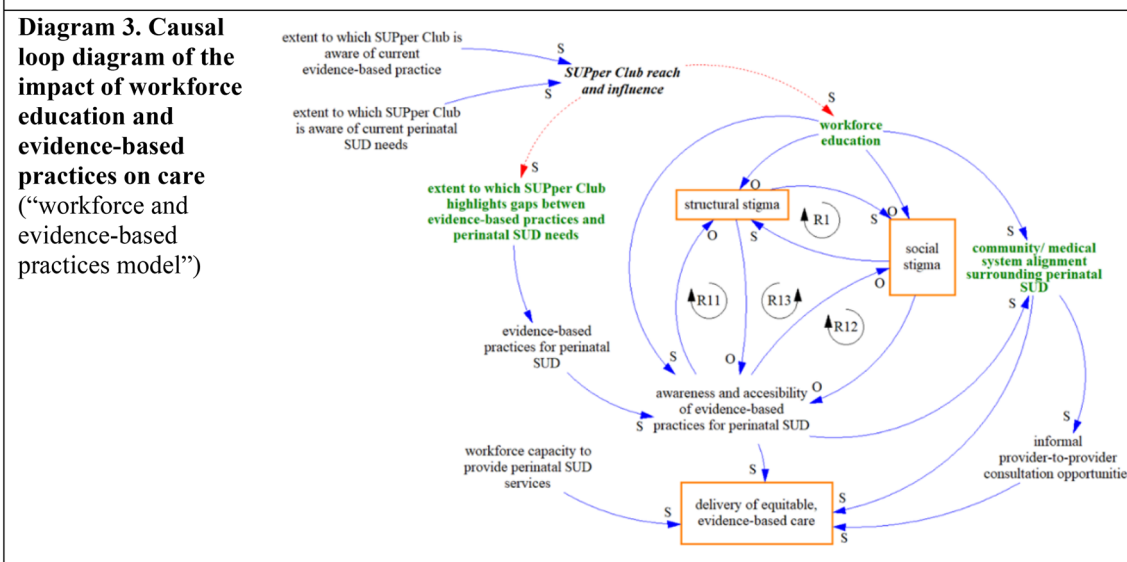 Diagram 3. Causal
loop diagram of the
impact of workforce
education and
evidence-based
practices on care
(“workforce and
evidence-based
practices model”)
extent to which SUPper Club is
aware of current
evidence-based practice
S
SUPper Club reach
and influence
S
extent to which SUPper Club
is aware of current perinatal
SUD needs
S
workforce
education
S
extent to which SUPper Club
highlights gaps betwen
evidence-based practices and
perinatal SUD needs
O
structural stigma
R1
S
O
O
S
social
stigma
S
community/ medical
system alignment
surrounding perinatal
SUD
S
O
R11
R13
R12
evidence-based
practices for perinatal
SUD
S
O
awareness and accesibility
of evidence-based
practices for perinatal SUD
O
S
S
informal
provider-to-provider
consultation opportunitie
workforce capacity to
provide perinatal SUD
services
S
S
delivery of equitable,
evidence-based care
S
S